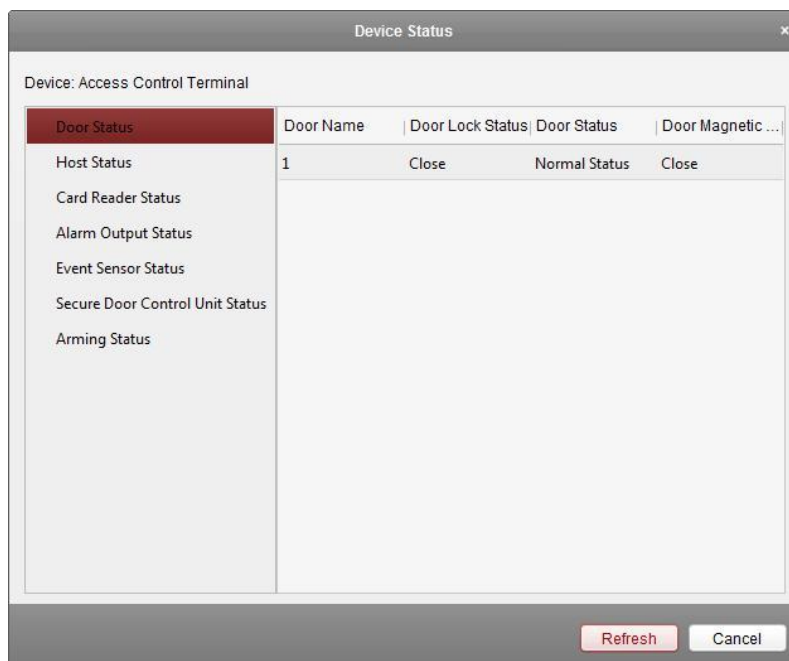 Device Status ×
Device: Access Control Terminal
Door Status
Host Status
Card Reader Status
Alarm Output Status
Event Sensor Status
Secure Door Control Unit Status
Arming Status
Door Name Door Lock Status Door Status Door Magnetic ...
1 Close Normal Status Close
Refresh Cancel